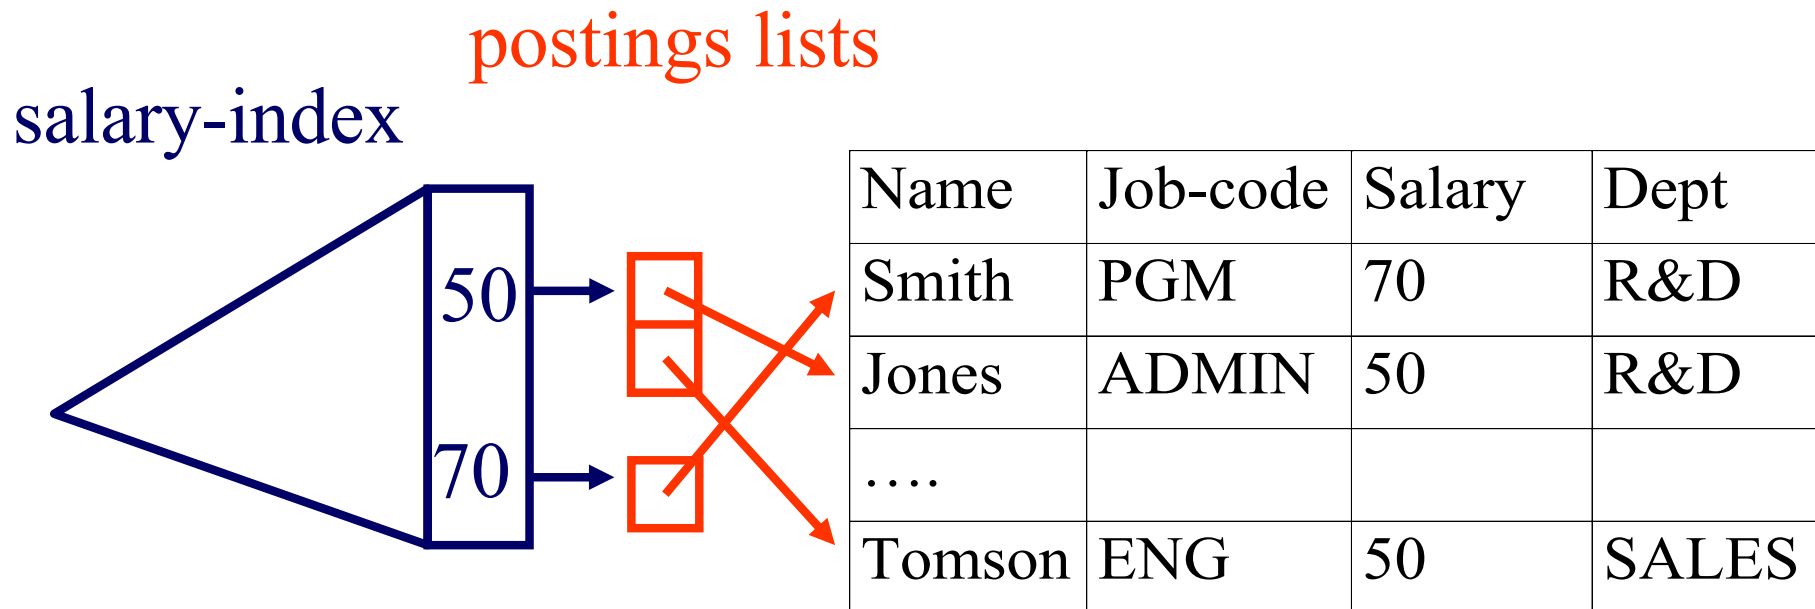 postings lists
salary-index
50
70
Name Job-code Salary Dept
Smith PGM 70 R&D
Jones ADMIN 50 R&D
....
Tomson ENG 50 SALES